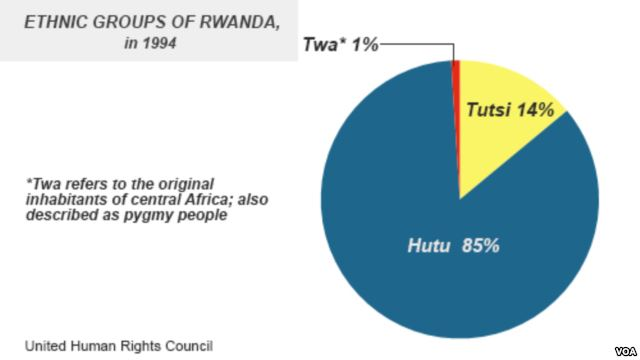 ETHNIC GROUPS OF RWANDA,
in 1994
Twa* 1%
Tutsi 14%
*Twa refers to the original
inhabitants of central Africa; also
described as pygmy people
Hutu 85%
United Human Rights Council
VOA